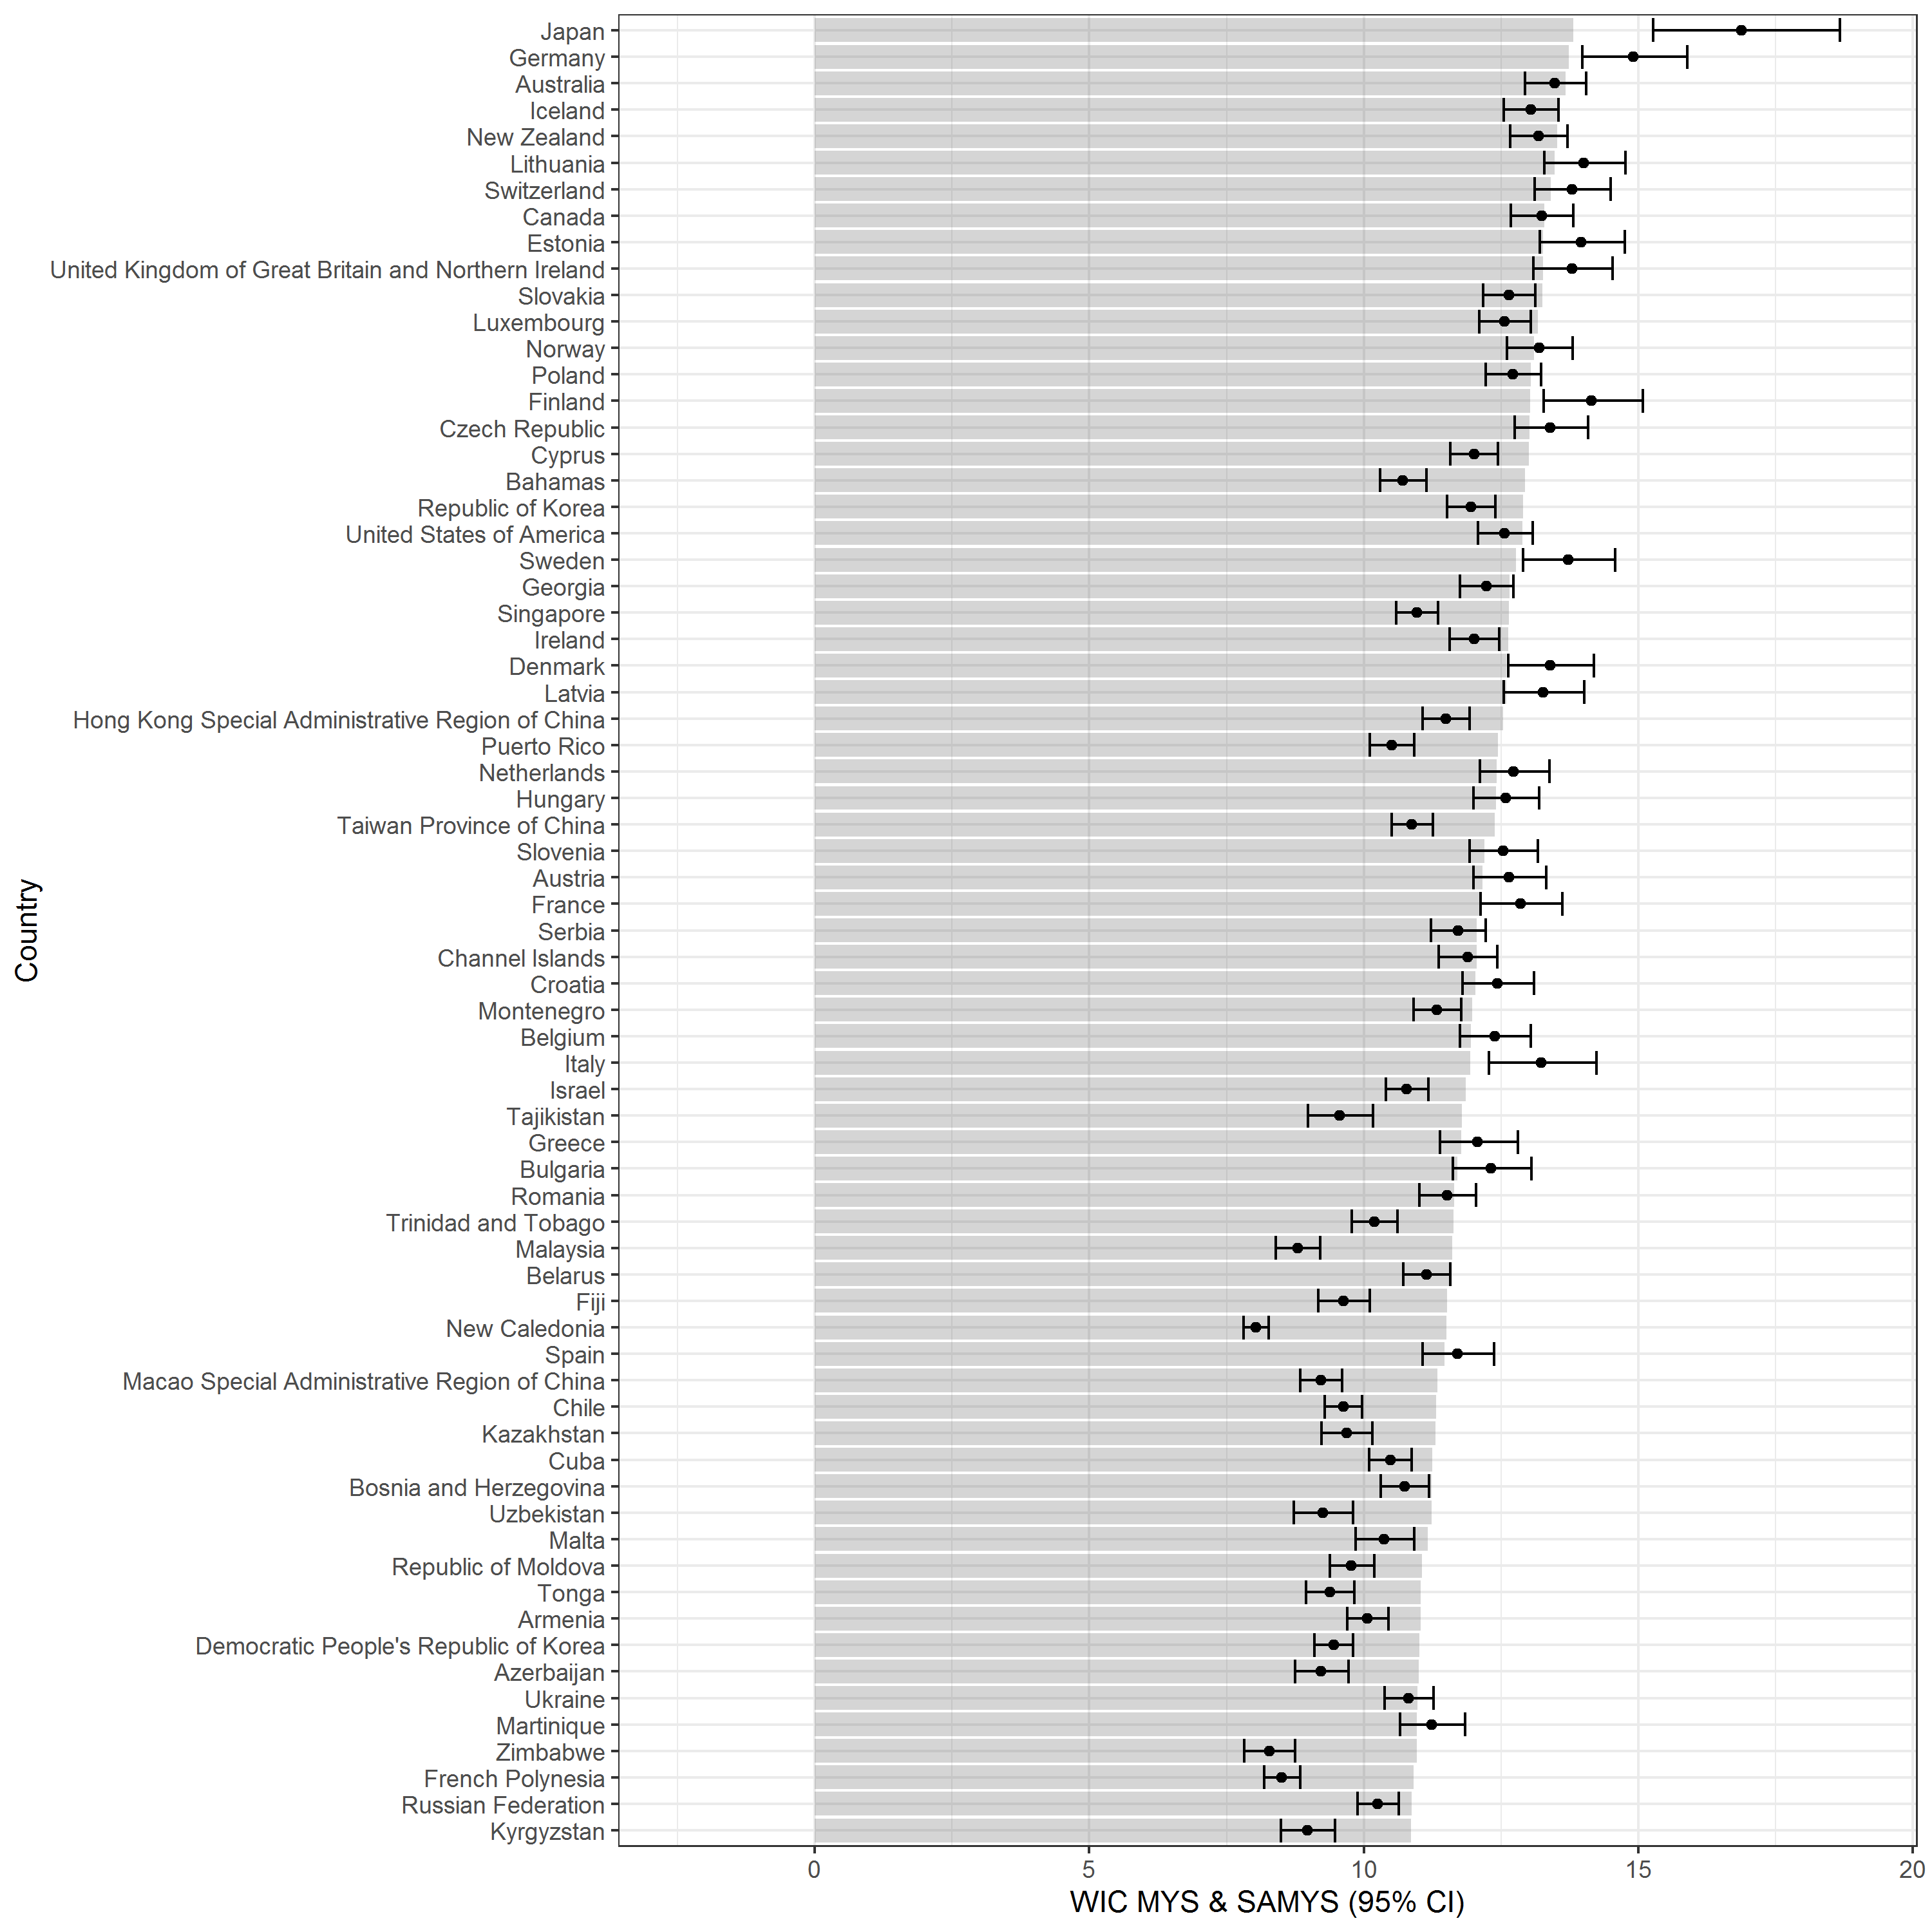 Japan
Germany
Australia
Iceland
New Zealand
Lithuania
Switzerland
Canada
Estonia
United Kingdom of Great Britain and Northern Ireland
Slovakia
Luxembourg
Norway
Poland
Finland
Czech Republic
Cyprus
Bahamas
Republic of Korea
United States of America
Sweden
Georgia
Singapore
Ireland
Denmark
Latvia
Hong Kong Special Administrative Region of China
Puerto Rico
Netherlands
Hungary
Taiwan Province of China
Slovenia
Austria
France
Serbia
Channel Islands
Croatia
Montenegro
Belgium
Italy
Israel
Tajikistan
Greece
Bulgaria
Romania
Trinidad and Tobago
Malaysia
Belarus
Fiji
New Caledonia
Spain
Macao Special Administrative Region of China
Chile
Kazakhstan
Cuba
Bosnia and Herzegovina
Uzbekistan
Malta
Republic of Moldova
Tonga
Armenia
Democratic People's Republic of Korea
Azerbaijan
Ukraine
Martinique
Zimbabwe
French Polynesia
Russian Federation
Kyrgyzstan
Country
0 5 10 15 20
WIC MYS & SAMYS (95% CI)